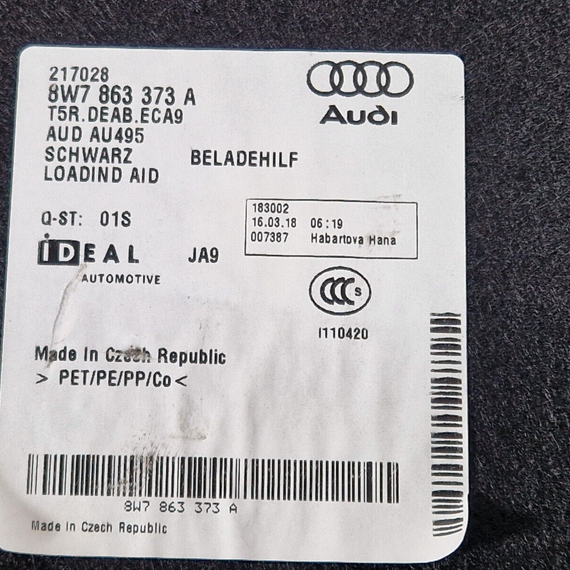 217028
8W7 863 373 A
T5R.DEAB.ECA9
AUD AU495
SCHWARZ BELADEHILF
LOADIND AID
Audi
Q-ST: 01S
183002
16.03.18 06:19
007387 Habartova Hana
IDEAL JA9
AUTOMOTIVE
CCC S
I110420
Made In Czech Republic
> PET/PE/PP/Co <
8W7 863 373 A
Made In Czech Republic